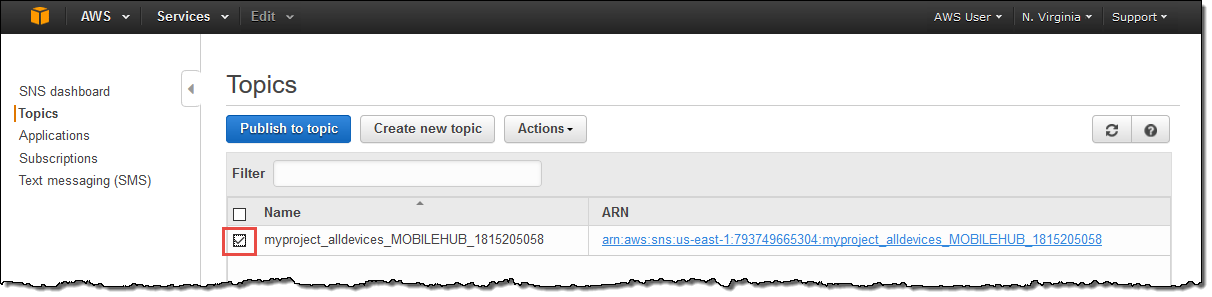 AWS Services Edit AWS User N. Virginia Support
SNS dashboard
Topics
Applications
Subscriptions
Text messaging (SMS)
Topics
Publish to topic Create new topic Actions
Filter
Name ARN
myproject_alldevices_MOBILEHUB_1815205058 arn:aws:sns:us-east-1:793749665304:myproject_alldevices_MOBILEHUB_1815205058